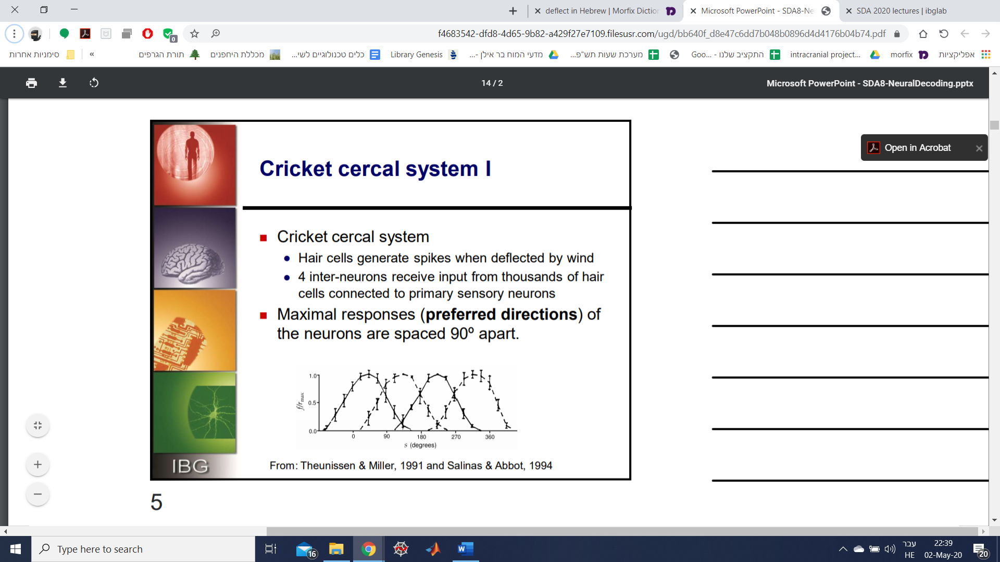 deflect in Hebrew | Morfix Diction
Microsoft PowerPoint - SDA8-Ne
SDA 2020 lectures | ibglab
0
f4683542-dfd8-4d65-9b82-a429f27e7109.filesusr.com/ugd/bb640f_d8e47c6dd7b048b0896d4d4176b04b74.pdf
אפליקציות
morfix
intracranial project...
התקציב שלנו - Goo...
מערכת שעות תש"פ...
מדעי המוח בר אילן -...
Library Genesis
כלים טכנולוגיים לשי...
מכללת היחפנים
תורת הגרפים
«
סימניות אחרות
14 / 2
Microsoft PowerPoint - SDA8-NeuralDecoding.pptx
Open in Acrobat
Cricket cercal system I
Cricket cercal system
Hair cells generate spikes when deflected by wind
4 inter-neurons receive input from thousands of hair
cells connected to primary sensory neurons
Maximal responses (preferred directions) of
the neurons are spaced 90º apart.
f/rmax
1.0
0.5
0.0
0 90 180 270 360
s (degrees)
From: Theunissen & Miller, 1991 and Salinas & Abbot, 1994
IBG
5
Type here to search
16
W
עבר
HE
22:39
02-May-20
20